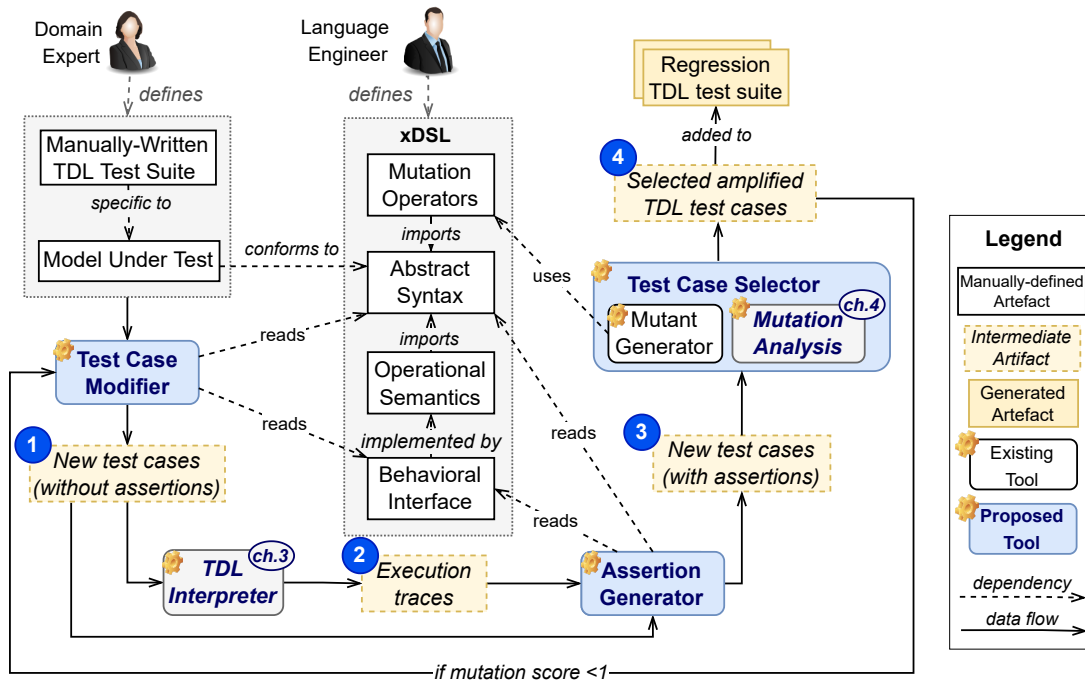 Domain
Expert
defines
Manually-Written
TDL Test Suite
specific to
Model Under Test
Language
Engineer
defines
xDSL
Mutation
Operators
imports
conforms to
Abstract
Syntax
imports
Operational
Semantics
implemented by
Behavioral
Interface
Regression
TDL test suite
added to
4
Selected amplified
TDL test cases
uses
Test Case Selector
Mutant
Generator
ch.4
Mutation
Analysis
reads
Test Case
Modifier
reads
reads
3
New test cases
(with assertions)
1
New test cases
(without assertions)
reads
ch.3
TDL
Interpreter
2
Execution
traces
Assertion
Generator
if mutation score <1
Legend
Manually-defined
Artefact
Intermediate
Artifact
Generated
Artefact
Existing
Tool
Proposed
Tool
dependency
data flow